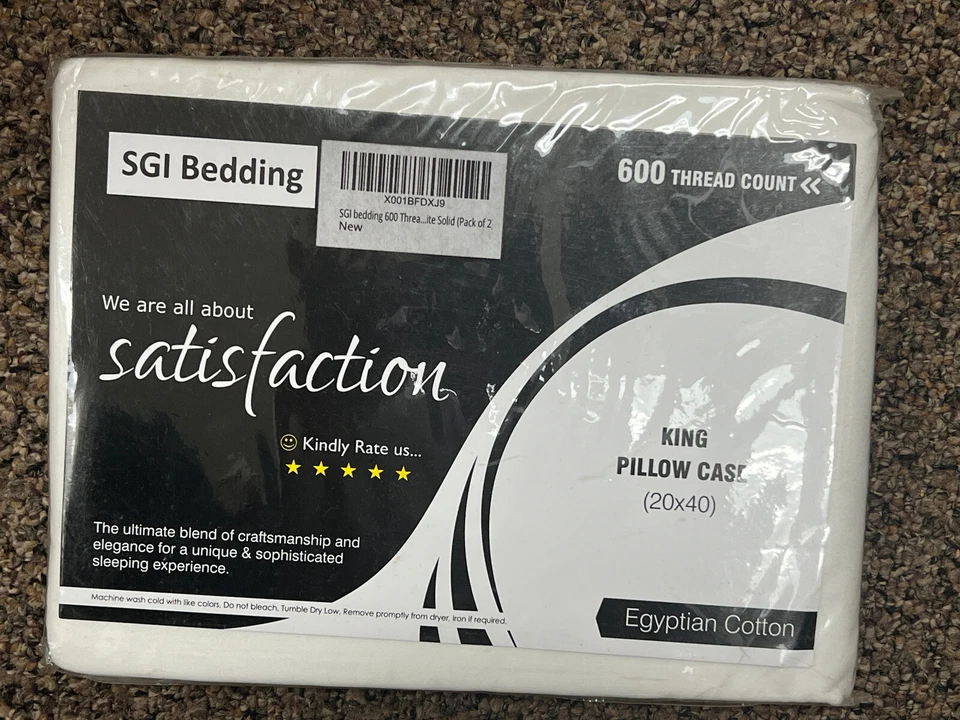 SGI Bedding
X001BFDXJ9
SGI bedding 600 Threa...ite Solid (Pack of 2
New
600 THREAD COUNT
We are all about
satisfaction
Kindly Rate us...
The ultimate blend of craftsmanship and
elegance for a unique & sophisticated
sleeping experience.
Machine wash cold with like colors, Do not bleach, Tumble Dry Low, Remove promptly from dryer, Iron if required.
KING
PILLOW CASE
(20x40)
Egyptian Cotton